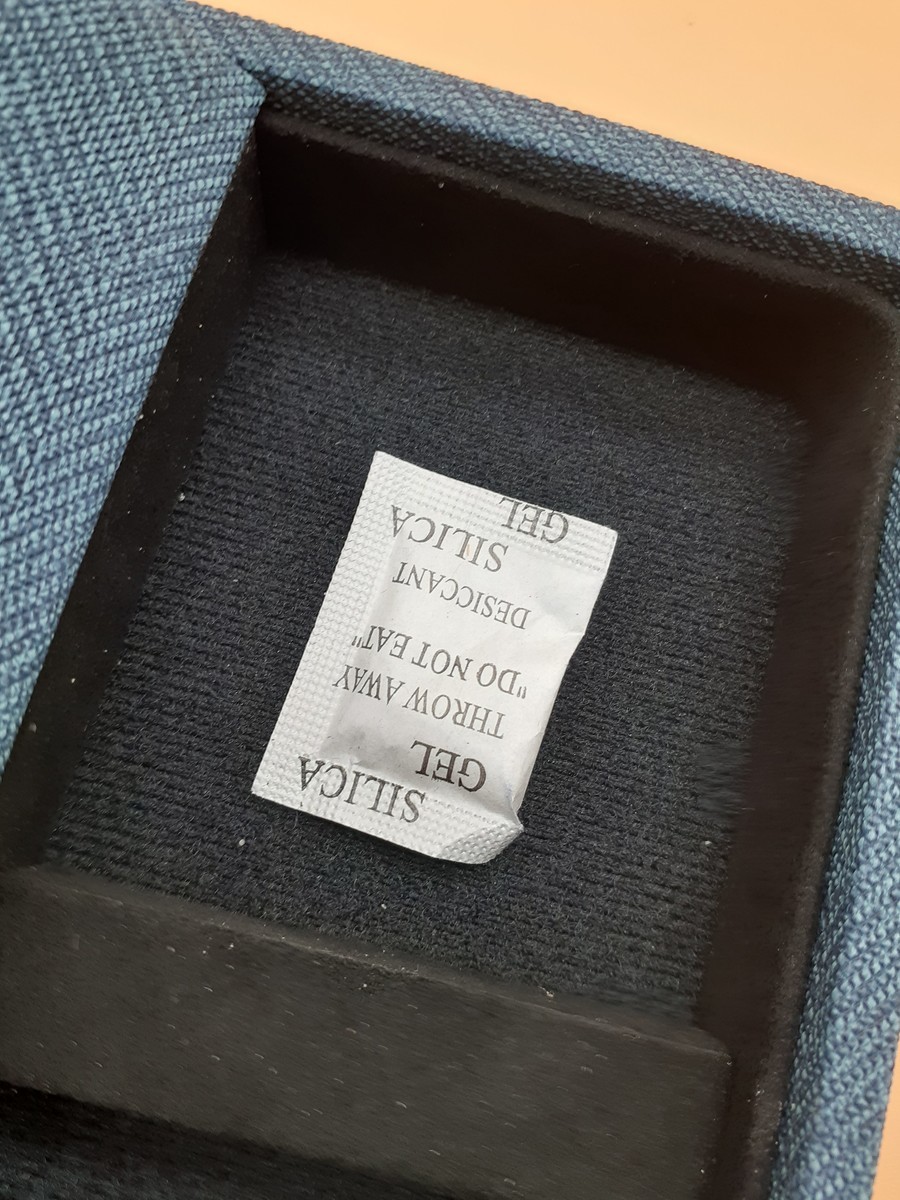 SILICA
GEL
THROW AWAY
"DO NOT EAT"
DESICCANT
SILICA
GEL